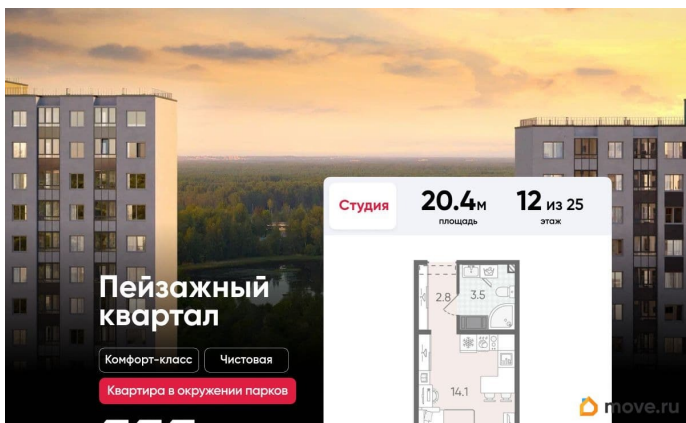 Студия
20.4м
площадь
12 из 25
этаж
Пейзажный
квартал
2.8
3.5
14.1
Комфорт-класс
Чистовая
Квартира в окружении парков
move.ru